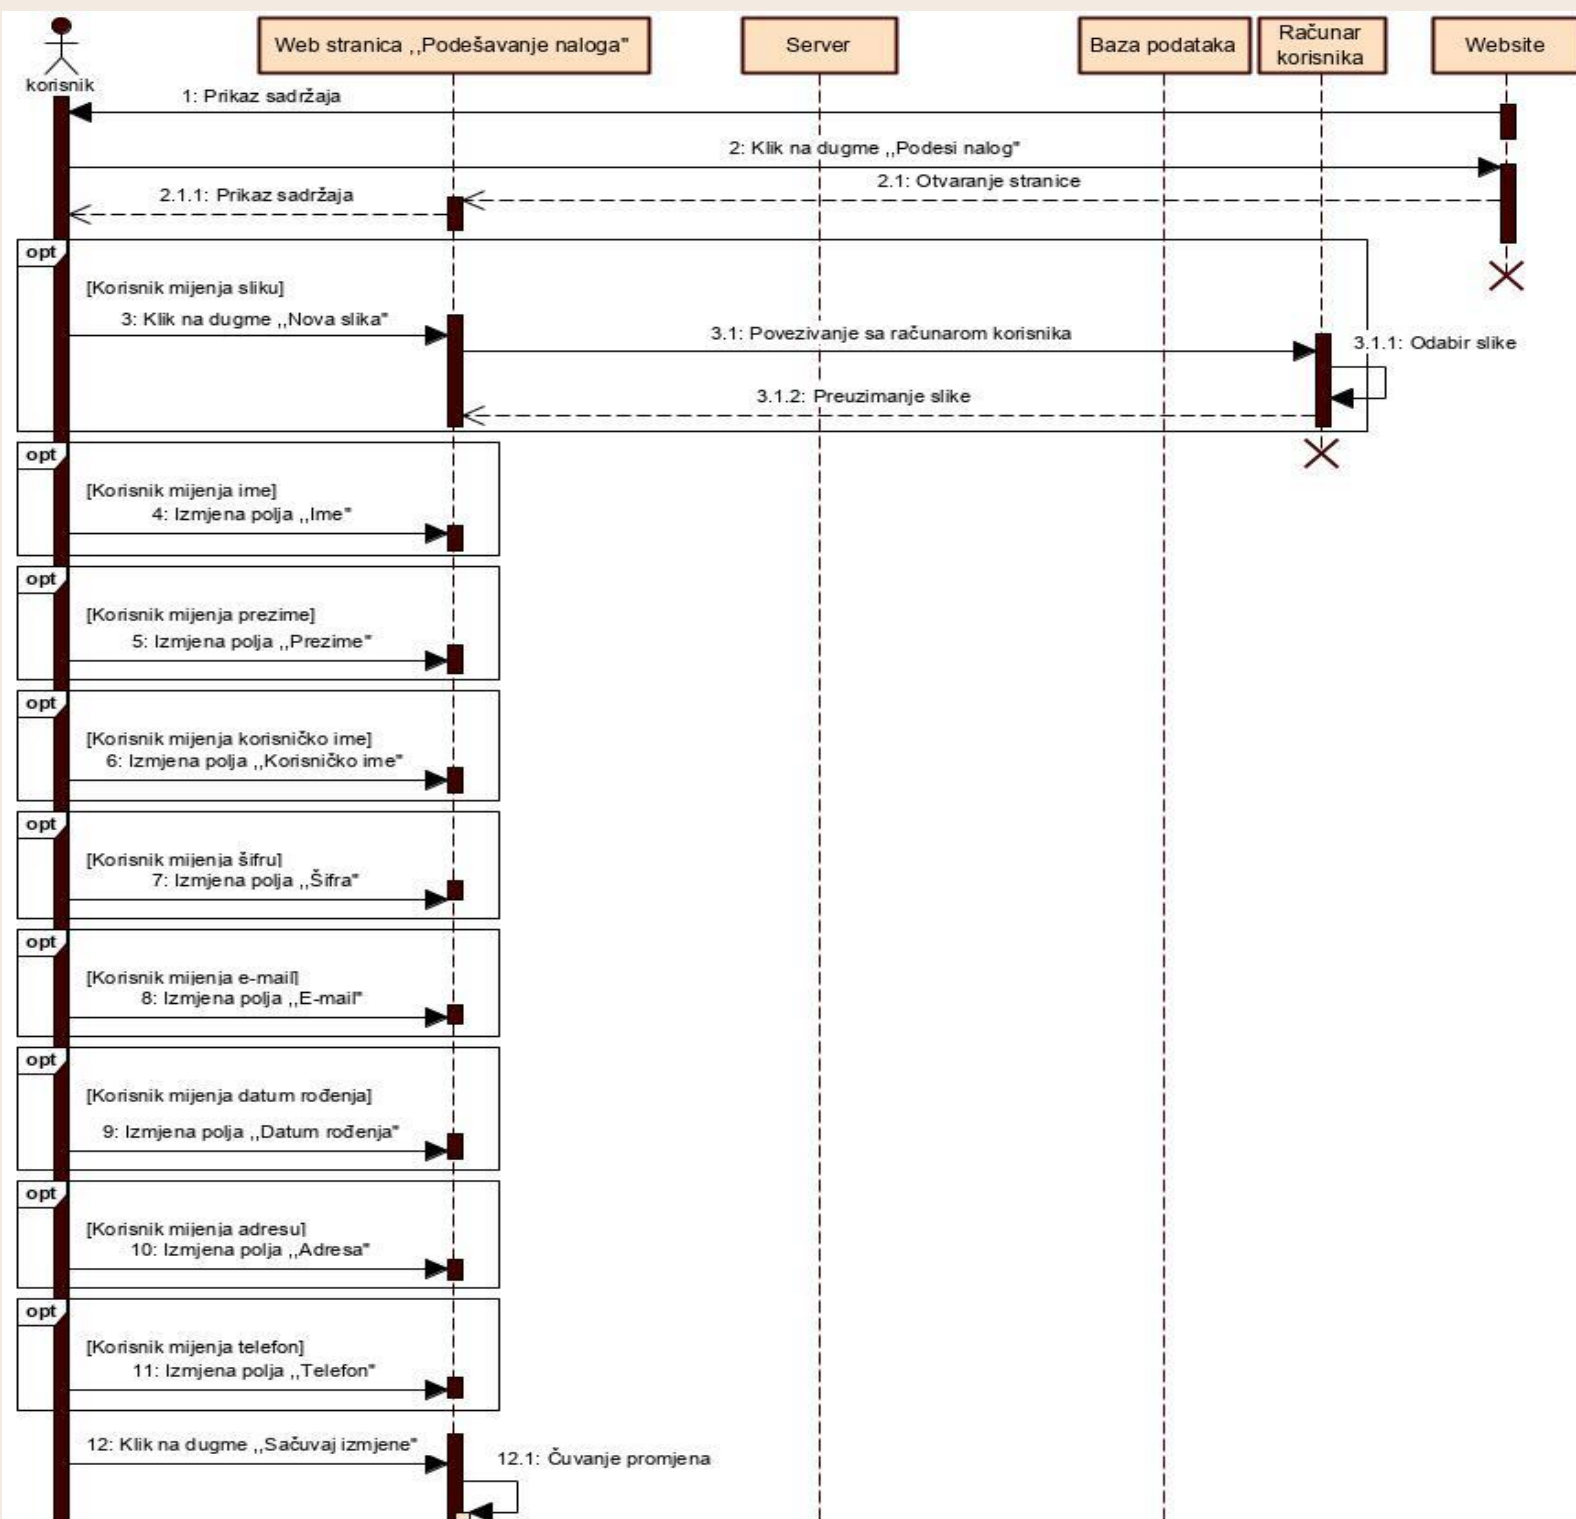 korisnik
Web stranica ,,Podešavanje naloga"
Server
Baza podataka
Računar
korisnika
Website
1: Prikaz sadržaja
2: Klik na dugme ,,Podesi nalog"
2.1: Otvaranje stranice
2.1.1: Prikaz sadržaja
opt
[Korisnik mijenja sliku]
3: Klik na dugme ,,Nova slika"
3.1: Povezivanje sa računarom korisnika
3.1.1: Odabir slike
3.1.2: Preuzimanje slike
opt
[Korisnik mijenja ime]
4: Izmjena polja ,,Ime"
opt
[Korisnik mijenja prezime]
5: Izmjena polja ,,Prezime"
opt
[Korisnik mijenja korisničko ime]
6: Izmjena polja ,,Korisničko ime"
opt
[Korisnik mijenja šifru]
7: Izmjena polja ,,Šifra"
opt
[Korisnik mijenja e-mail]
8: Izmjena polja ,,E-mail"
opt
[Korisnik mijenja datum rođenja]
9: Izmjena polja ,,Datum rođenja"
opt
[Korisnik mijenja adresu]
10: Izmjena polja ,,Adresa"
opt
[Korisnik mijenja telefon]
11: Izmjena polja ,,Telefon"
12: Klik na dugme ,,Sačuvaj izmjene"
12.1: Čuvanje promjena